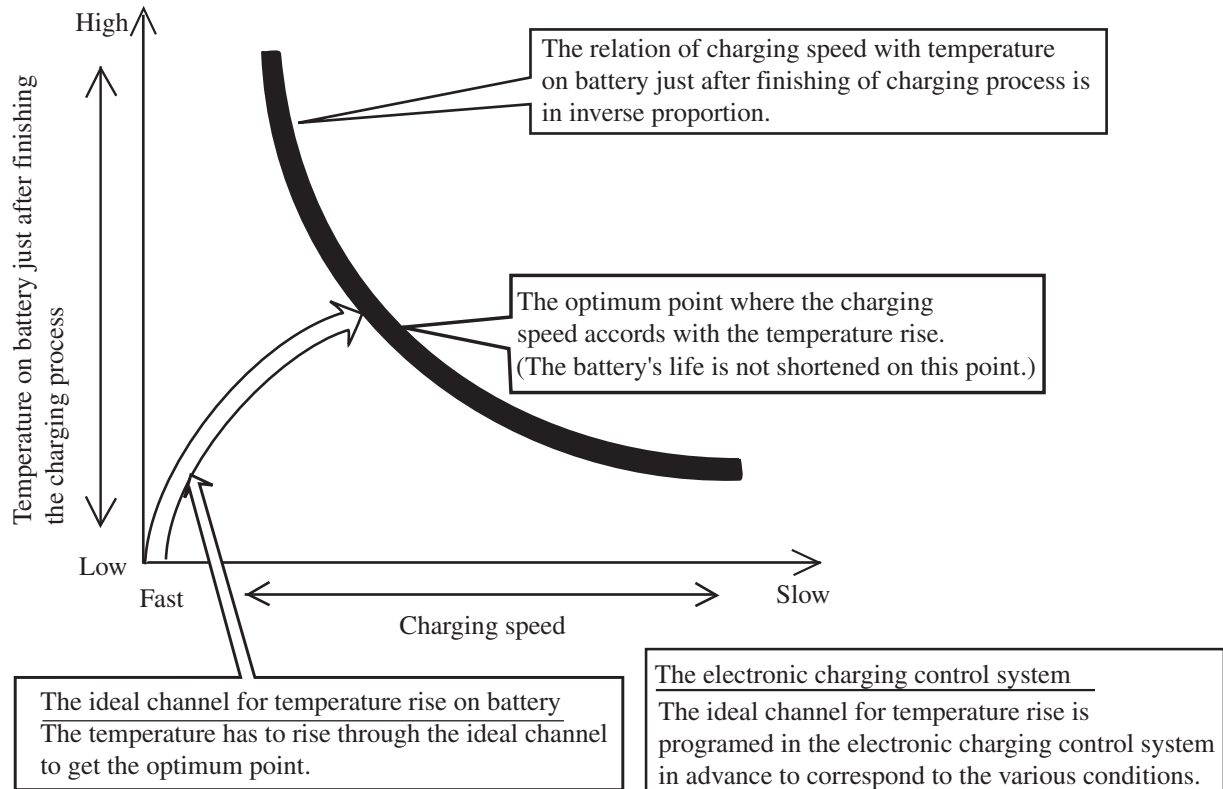 High
The relation of charging speed with temperature
on battery just after finishing of charging process is
in inverse proportion.
Temperature on battery just after finishing
the charging process
The optimum point where the charging
speed accords with the temperature rise.
(The battery's life is not shortened on this point.)
Low
Fast
Slow
Charging speed
The ideal channel for temperature rise on battery
The temperature has to rise through the ideal channel
to get the optimum point.
The electronic charging control system
The ideal channel for temperature rise is
programed in the electronic charging control system
in advance to correspond to the various conditions.